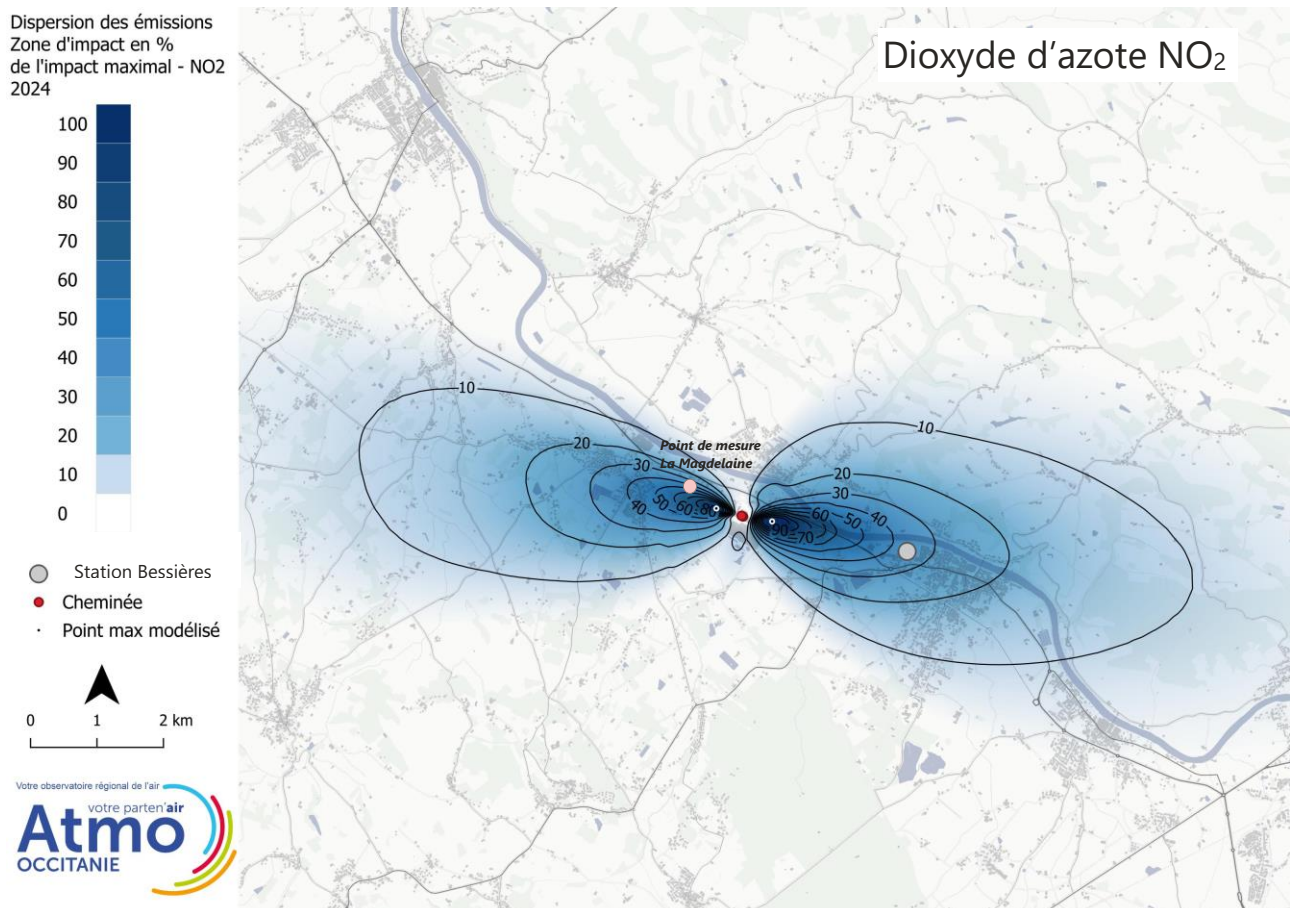 Dispersion des émissions
Zone d'impact en %
de l'impact maximal - NO2
2024
100
90
80
70
60
50
40
30
20
10
0
Station Bessières
Cheminée
Point max modélisé
0 1 2 km
Votre observatoire régional de l'air
votre parten'air
Atmo
OCCITANIE
Dioxyde d'azote NO₂
10
20
30
40
50
60
80
Point de mesure
La Magdelaine
10
20
30
40
50
60
70
90